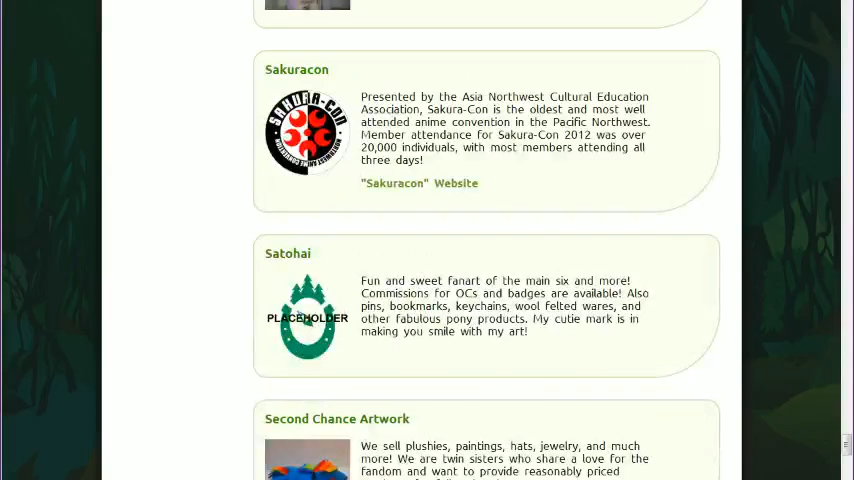 Sakuracon
SAKURA-CON
NORTHWEST ANIME CONVENTION
Presented by the Asia Northwest Cultural Education
Association, Sakura-Con is the oldest and most well
attended anime convention in the Pacific Northwest.
Member attendance for Sakura-Con 2012 was over
20,000 individuals, with most members attending all
three days!
"Sakuracon" Website
Satohai
PLACEHOLDER
Fun and sweet fanart of the main six and more!
Commissions for OCs and badges are available! Also
pins, bookmarks, keychains, wool felted wares, and
other fabulous pony products. My cutie mark is in
making you smile with my art!
Second Chance Artwork
We sell plushies, paintings, hats, jewelry, and much
more! We are twin sisters who share a love for the
fandom and want to provide reasonably priced